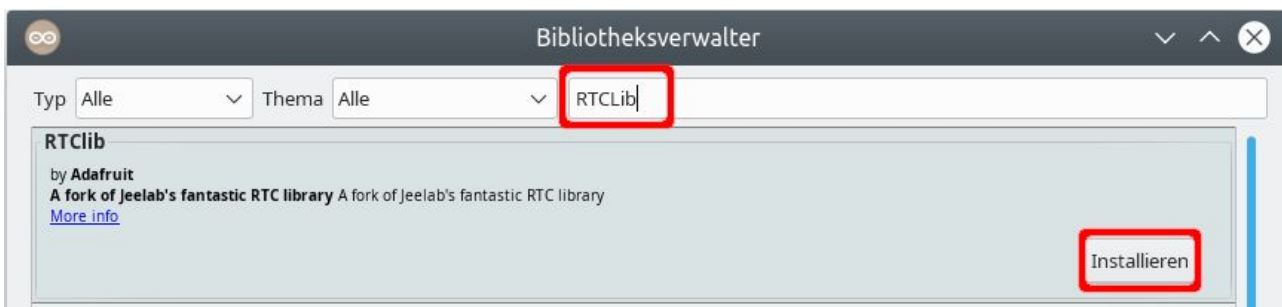 Bibliotheksverwalter
Typ Alle Thema Alle RTCLib
RTClib
by Adafruit
A fork of Jeelab's fantastic RTC library A fork of Jeelab's fantastic RTC library
More info
Installieren